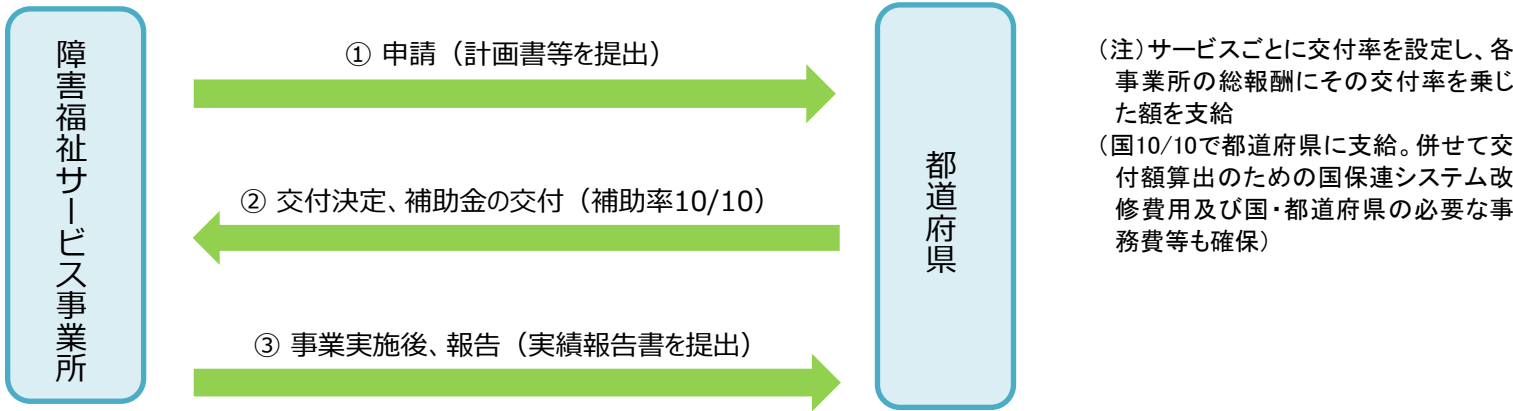 障害福祉サービス事業所
① 申請（計画書等を提出）
② 交付決定、補助金の交付（補助率10/10）
③ 事業実施後、報告（実績報告書を提出）
都道府県
（注）サービスごとに交付率を設定し、各
事業所の総報酬にその交付率を乗じ
た額を支給
（国10/10で都道府県に支給。併せて交
付額算出のための国保連システム改
修費用及び国・都道府県の必要な事
務費等も確保）